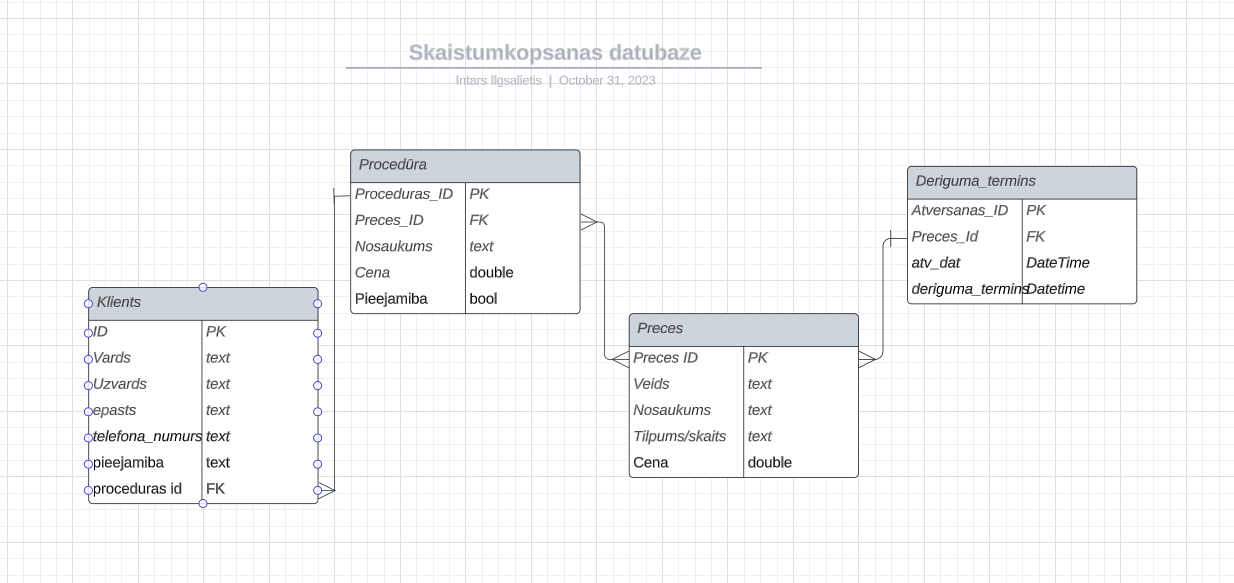 Skaistumkopsanas datubaze
Intars Ilgsalietis | October 31, 2023
Procedūra
Proceduras_ID PK
Preces_ID FK
Nosaukums text
Cena double
Pieejamiba bool
Deriguma_termins
Atversanas_ID PK
Preces_Id FK
atv_dat DateTime
deriguma_termins Datetime
Klients
ID PK
Vards text
Uzvards text
epasts text
telefona_numurs text
pieejamiba text
proceduras id FK
Preces
Preces ID PK
Veids text
Nosaukums text
Tilpums/skaits text
Cena double